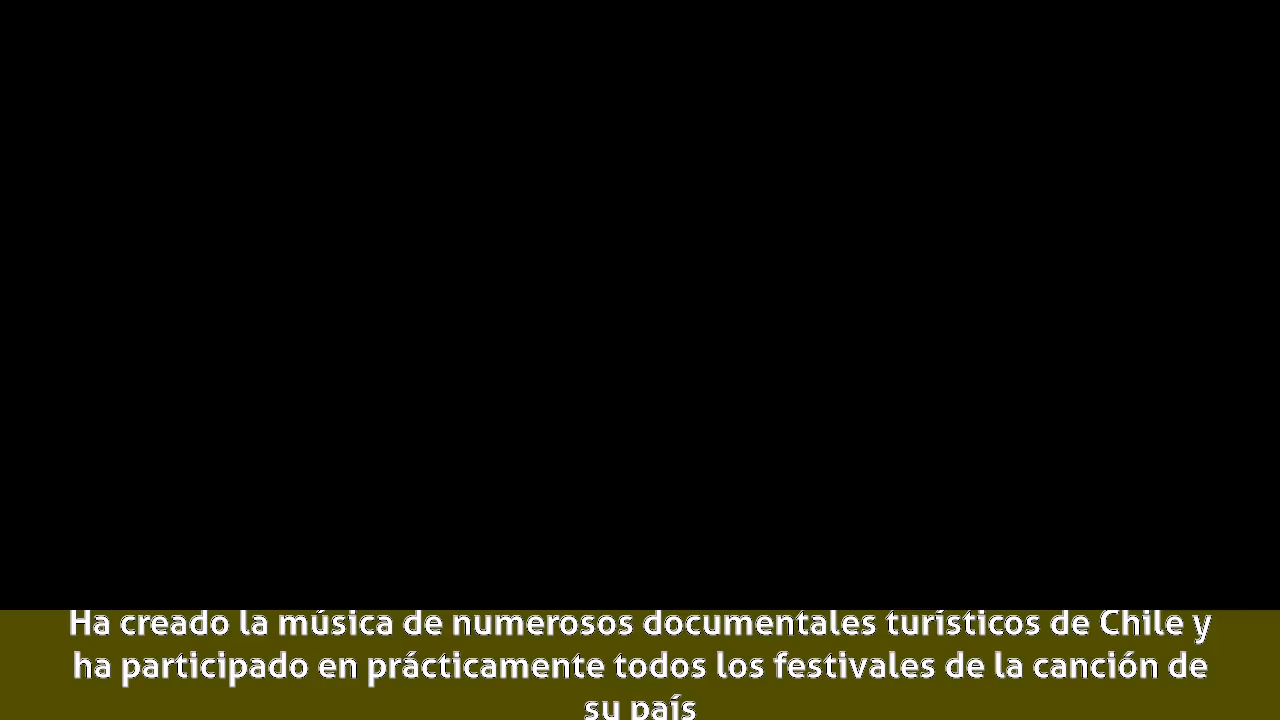 Ha creado la música de numerosos documentales turísticos de Chile y
ha participado en prácticamente todos los festivales de la canción de
su país